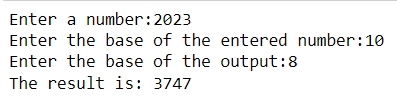 Enter a number:2023
Enter the base of the entered number:10
Enter the base of the output:8
The result is: 3747